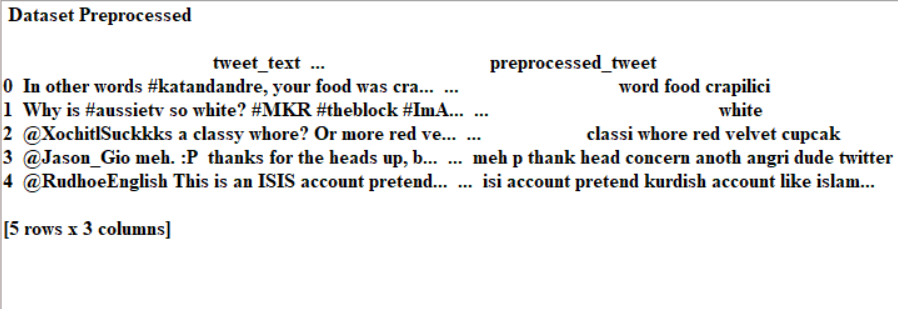 Dataset Preprocessed
tweet_text ... preprocessed_tweet
0 In other words #katandandre, your food was cra... ... word food crapilici
1 Why is #aussietv so white? #MKR #theblock #ImA... ... white
2 @XochitlSuckkks a classy whore? Or more red ve... ... classi whore red velvet cupcak
3 @Jason_Gio meh. :P thanks for the heads up, b... ... meh p thank head concern anoth angri dude twitter
4 @RudhoeEnglish This is an ISIS account pretend... ... isi account pretend kurdish account like islam...
[5 rows x 3 columns]